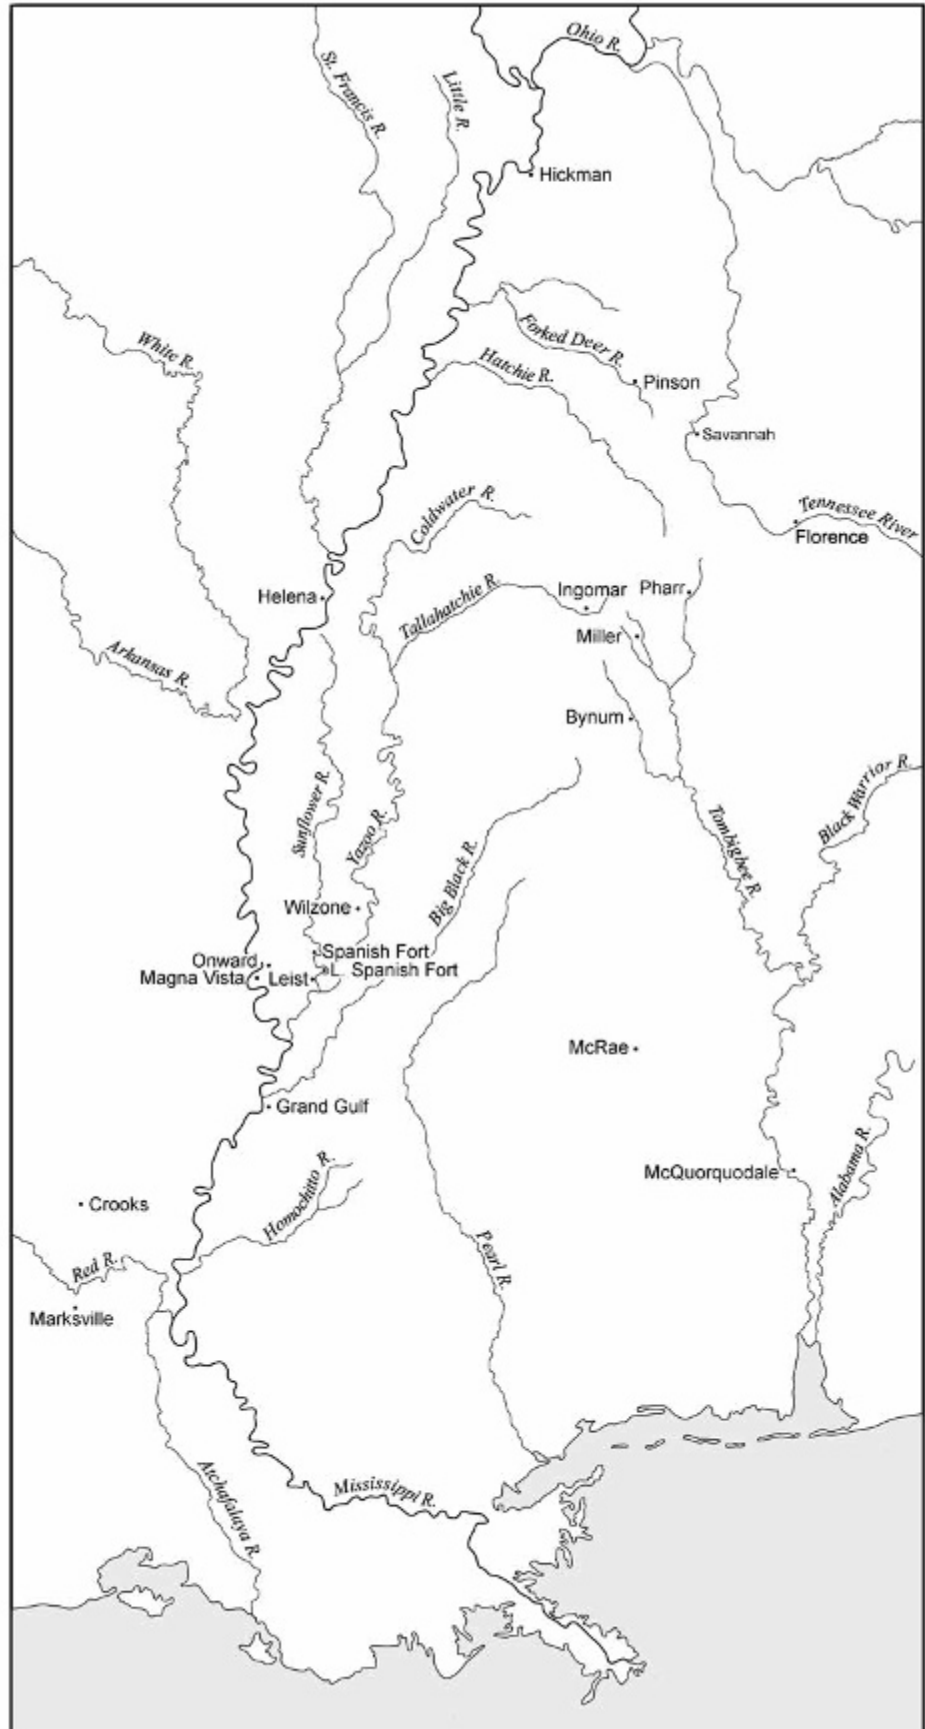 Ohio R.
St. Francis R.
Little R.
Hickman
White R.
Forked Deer R.
Hatchie R.
Pinson
Savannah
Coldwater R.
Tennessee River
Florence
Helena
Tallahatchie R.
Ingomar
Pharr
Miller
Arkansas R.
Bynum
Sunflower R.
Yazoo R.
Big Black R.
Tombigbee R.
Black Warrior R.
Wilzone
Spanish Fort
Onward
L. Spanish Fort
Magna Vista
Leist
McRae
Grand Gulf
McQuorquodale
Alabama R.
Crooks
Homochitto R.
Red R.
Pearl R.
Marksville
Mississippi R.
Atchafalaya R.